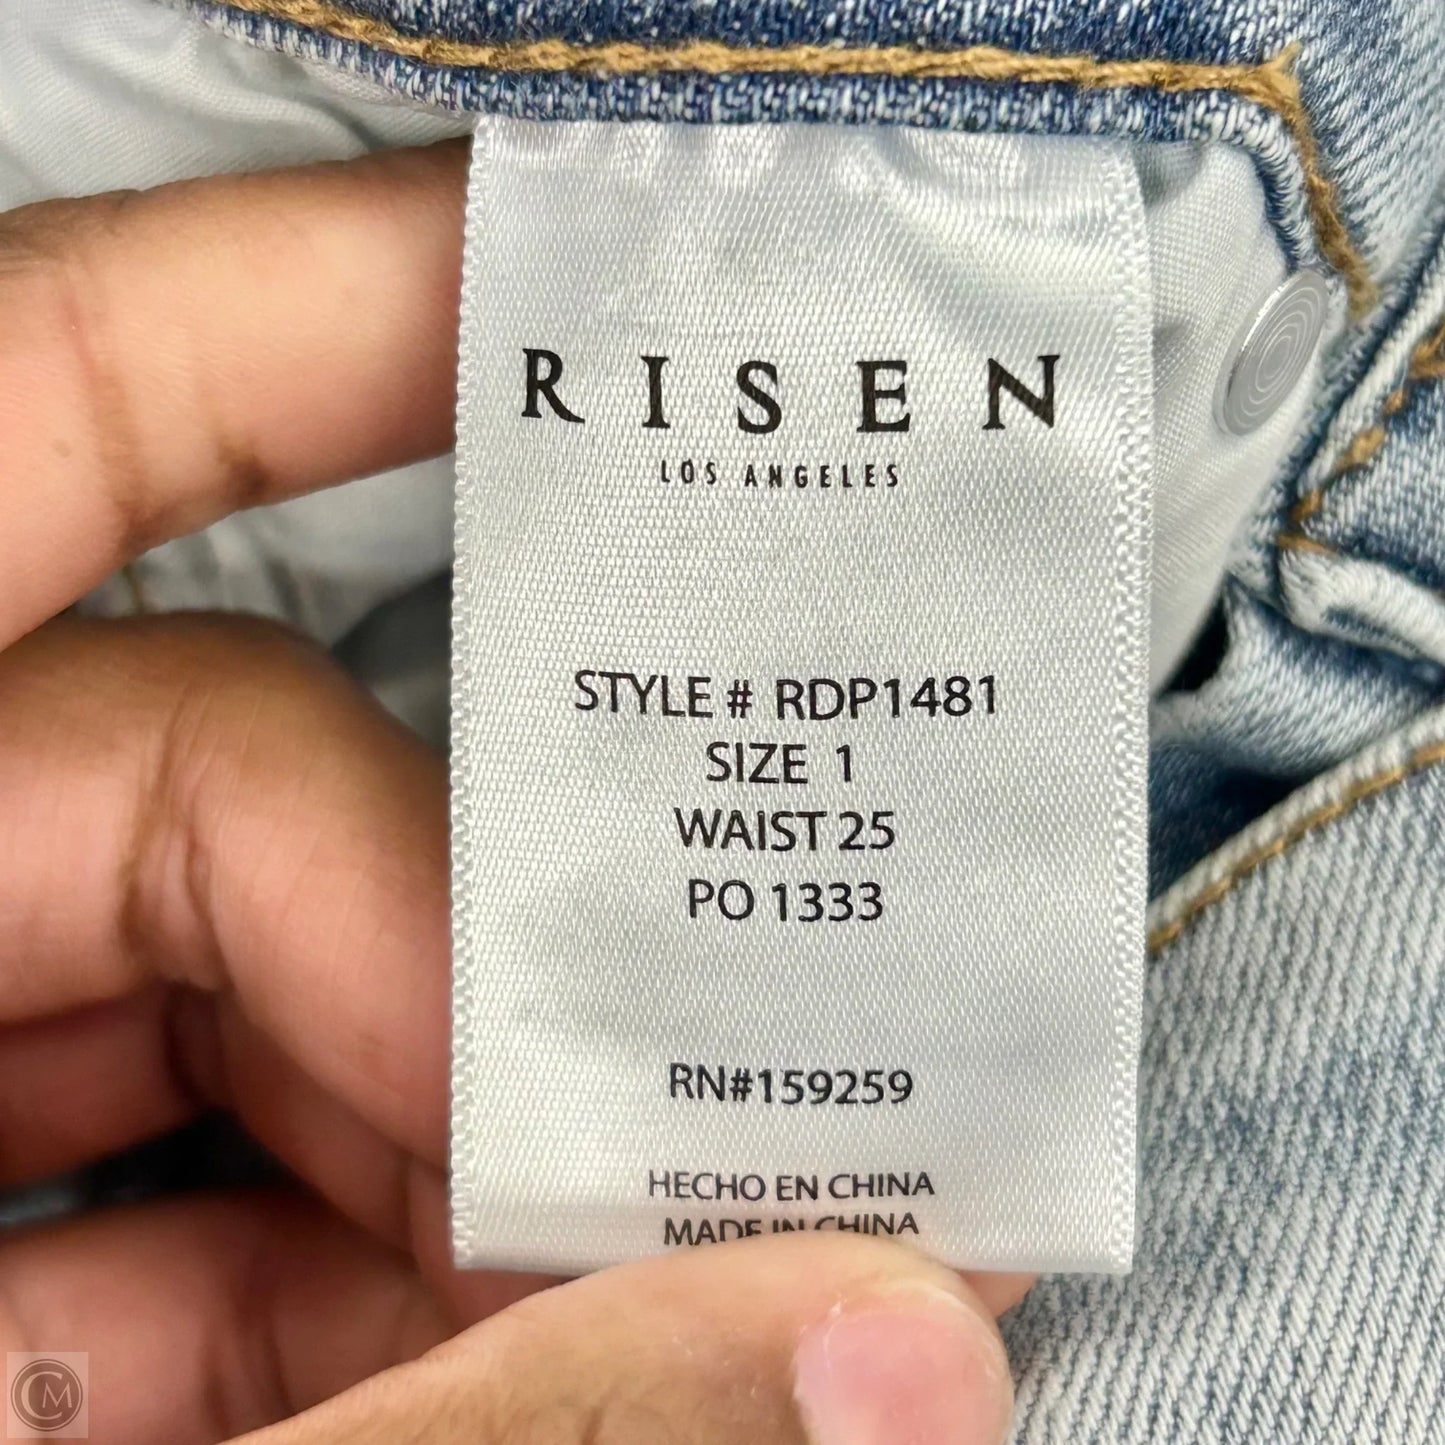 RISEN
LOS ANGELES
STYLE # RDP1481
SIZE 1
WAIST 25
PO 1333
RN#159259
HECHO EN CHINA
MADE IN CHINA
CM